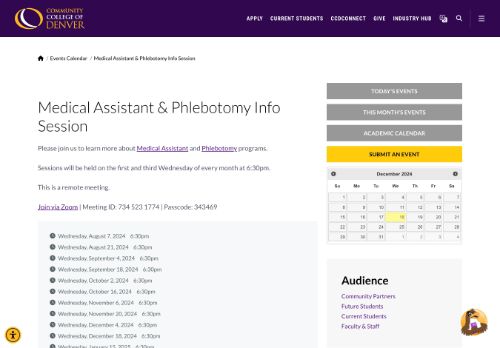 COMMUNITY
COLLEGE OF
DENVER
APPLY CURRENT STUDENTS CCDCONNECT GIVE INDUSTRY HUB
/ Events Calendar / Medical Assistant & Phlebotomy Info Session
Medical Assistant & Phlebotomy Info
Session
Please join us to learn more about Medical Assistant and Phlebotomy programs.
Sessions will be held on the first and third Wednesday of every month at 6:30pm.
This is a remote meeting.
Join via Zoom | Meeting ID: 734 523 1774 | Passcode: 343469
Wednesday, August 7, 2024 6:30pm
Wednesday, August 21, 2024 6:30pm
Wednesday, September 4, 2024 6:30pm
Wednesday, September 18, 2024 6:30pm
Wednesday, October 2, 2024 6:30pm
Wednesday, October 16, 2024 6:30pm
Wednesday, November 6, 2024 6:30pm
Wednesday, November 20, 2024 6:30pm
Wednesday, December 4, 2024 6:30pm
Wednesday, December 18, 2024 6:30pm
Wednesday, January 15, 2025 6:30pm
TODAY'S EVENTS
THIS MONTH'S EVENTS
ACADEMIC CALENDAR
SUBMIT AN EVENT
December 2024
Su Mo Tu We Th Fr Sa
1 2 3 4 5 6 7
8 9 10 11 12 13 14
15 16 17 18 19 20 21
22 23 24 25 26 27 28
29 30 31 1 2 3 4
Audience
Community Partners
Future Students
Current Students
Faculty & Staff